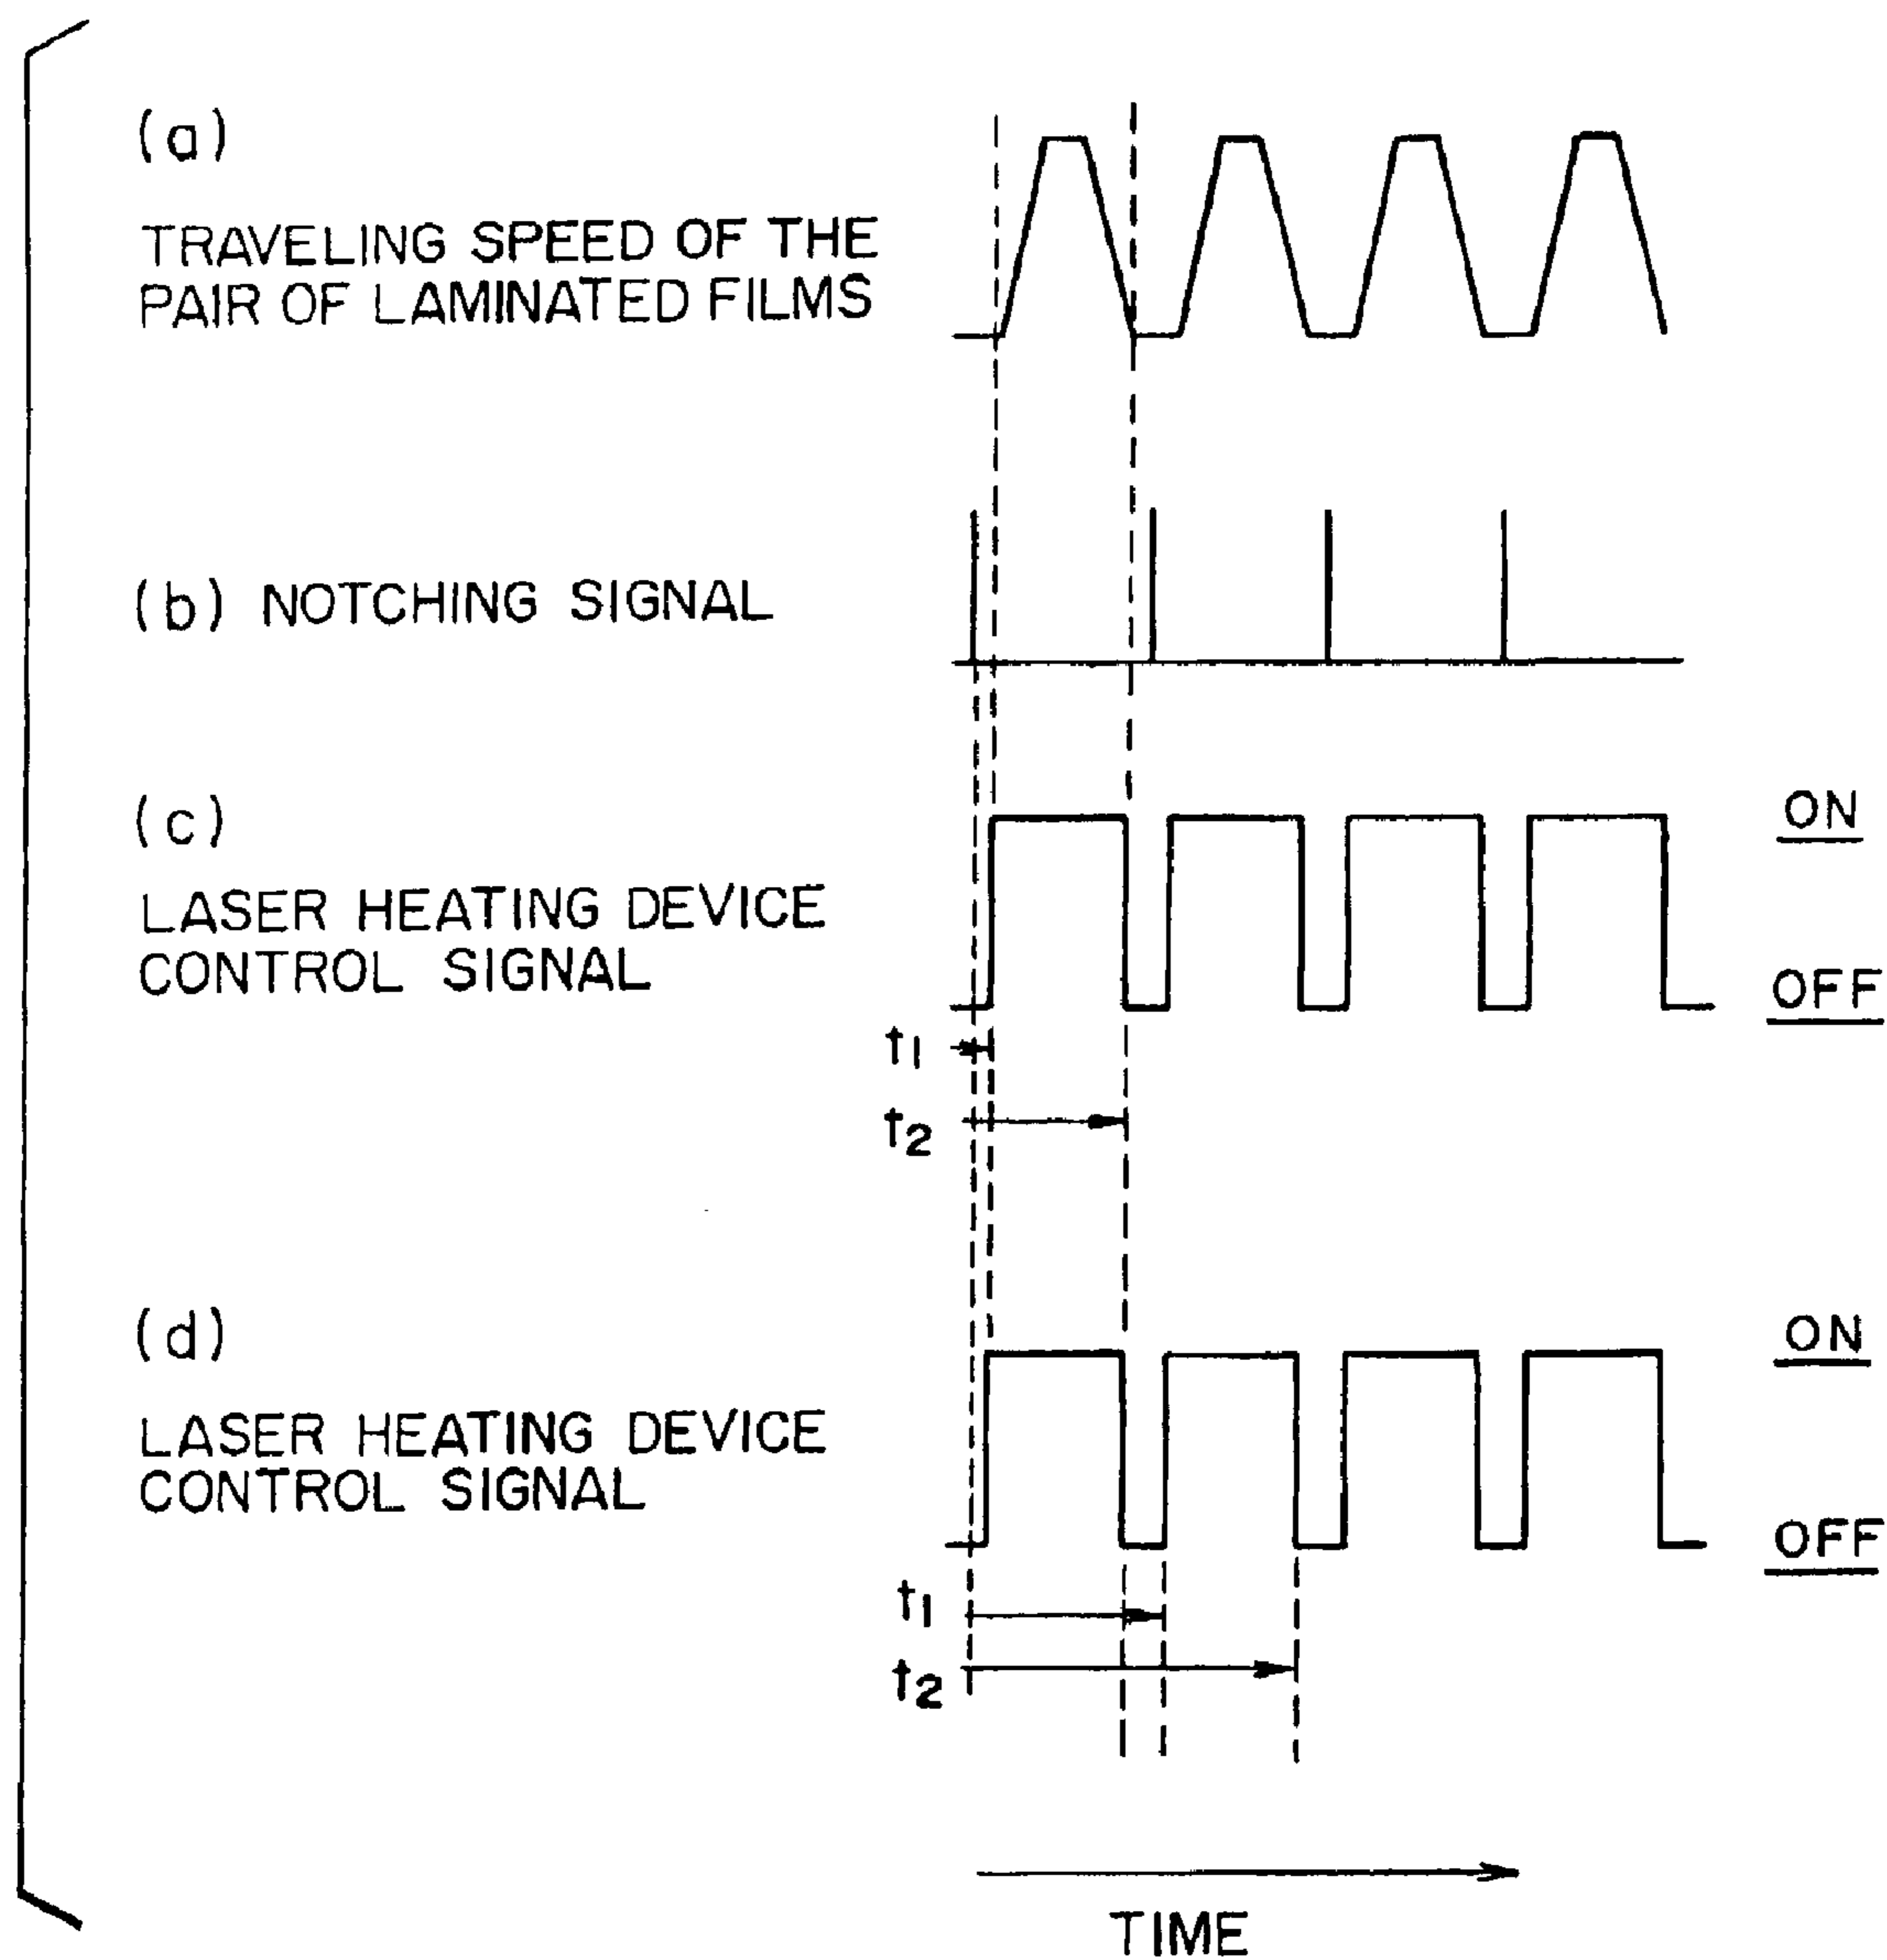 (a)
TRAVELING SPEED OF THE
PAIR OF LAMINATED FILMS
(b) NOTCHING SIGNAL
(c)
ON
LASER HEATING DEVICE
CONTROL SIGNAL
OFF
t1
t2
(d)
ON
LASER HEATING DEVICE
CONTROL SIGNAL
OFF
t1
t2
TIME